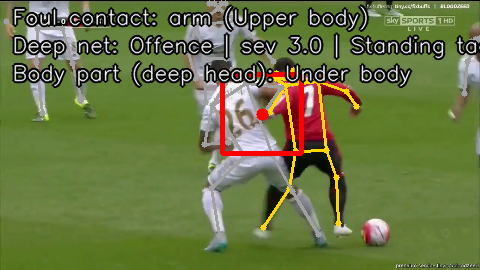 Foul.contact: arm (Upper body)
Deep net: Offence | sev 3.0 | Standing ta
Body part (deep head): Under body
sky SPORTS 1 HD
LIVE
26
7